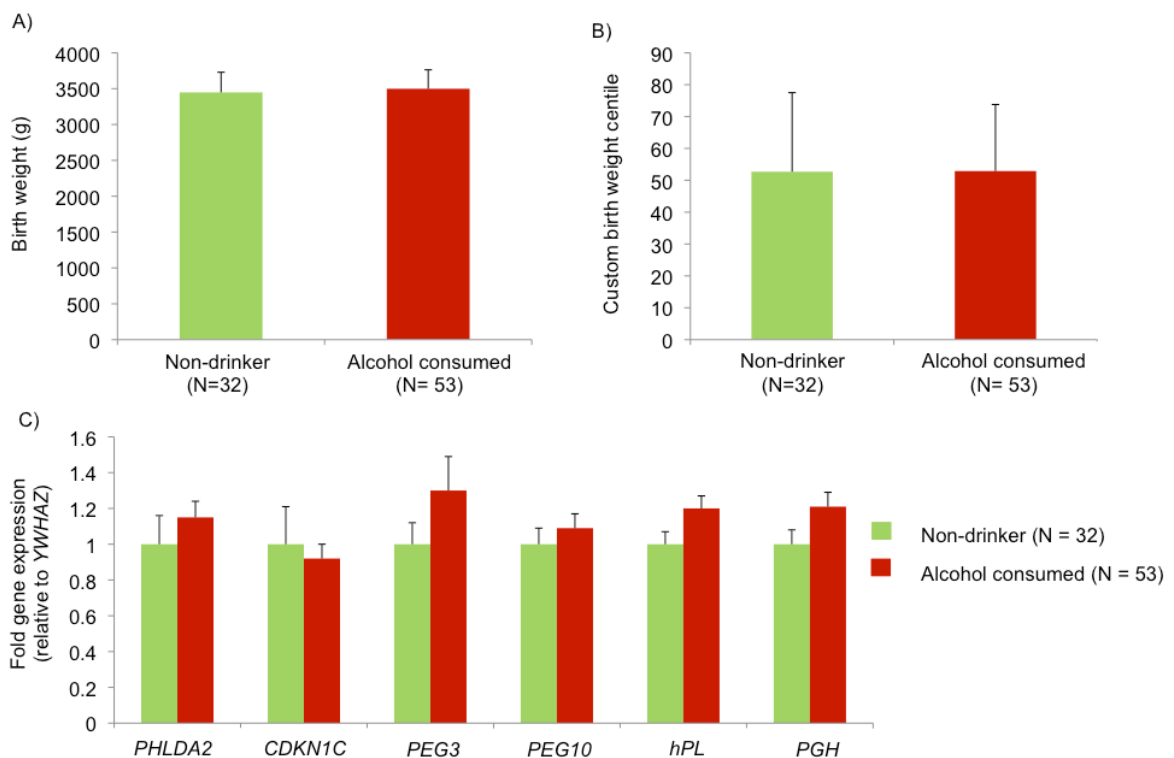 A)
Birth weight (g)
4000
3500
3000
2500
2000
1500
1000
500
0
Non-drinker
(N=32)
Alcohol consumed
(N= 53)
B)
Custom birth weight centile
90
80
70
60
50
40
30
20
10
0
Non-drinker
(N=32)
Alcohol consumed
(N= 53)
C)
Fold gene expression
(relative to YWHAZ)
1.6
1.4
1.2
1
0.8
0.6
0.4
0.2
0
PHLDA2
CDKN1C
PEG3
PEG10
hPL
PGH
Non-drinker (N = 32)
Alcohol consumed (N = 53)